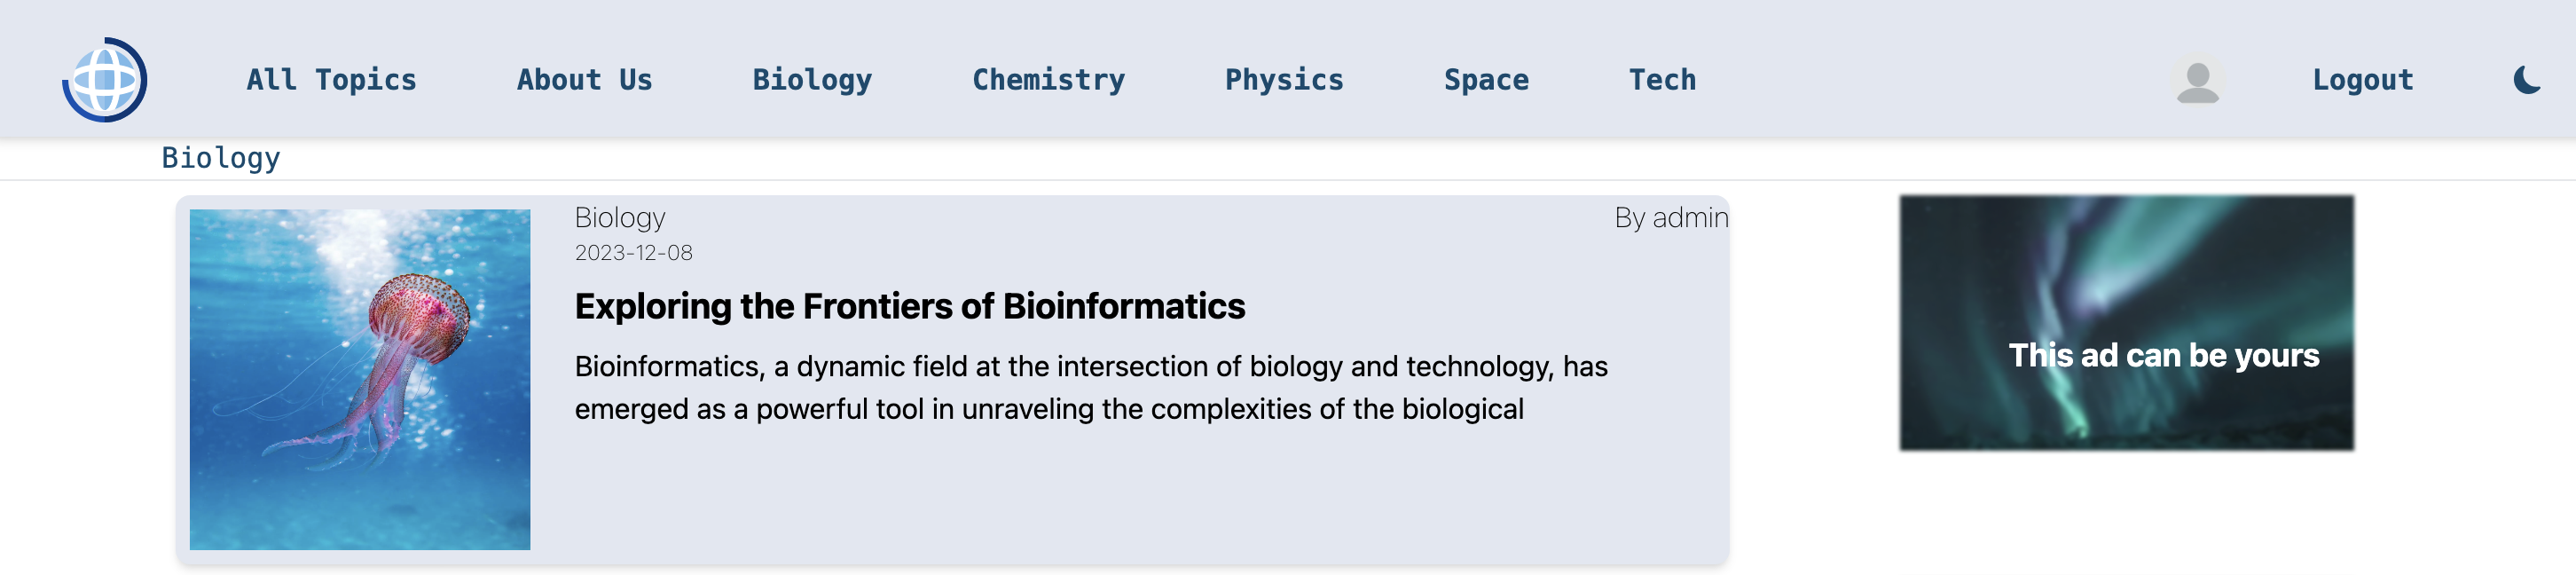 All Topics About Us Biology Chemistry Physics Space Tech Logout
Biology
Biology By admin
2023-12-08
Exploring the Frontiers of Bioinformatics
Bioinformatics, a dynamic field at the intersection of biology and technology, has
emerged as a powerful tool in unraveling the complexities of the biological
This ad can be yours